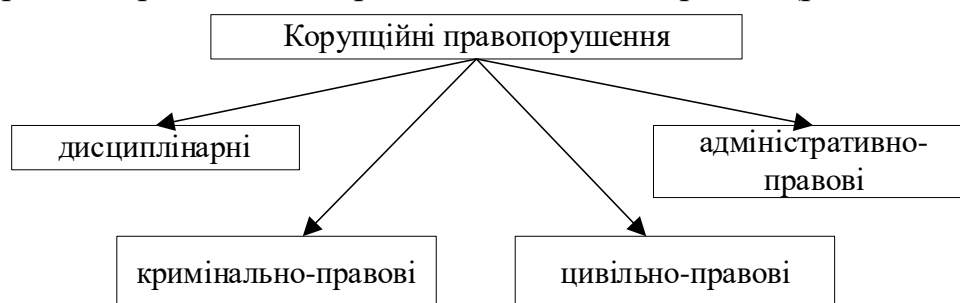 Корупційні правопорушення
дисциплінарні
адміністративно-
правові
кримінально-правові
цивільно-правові